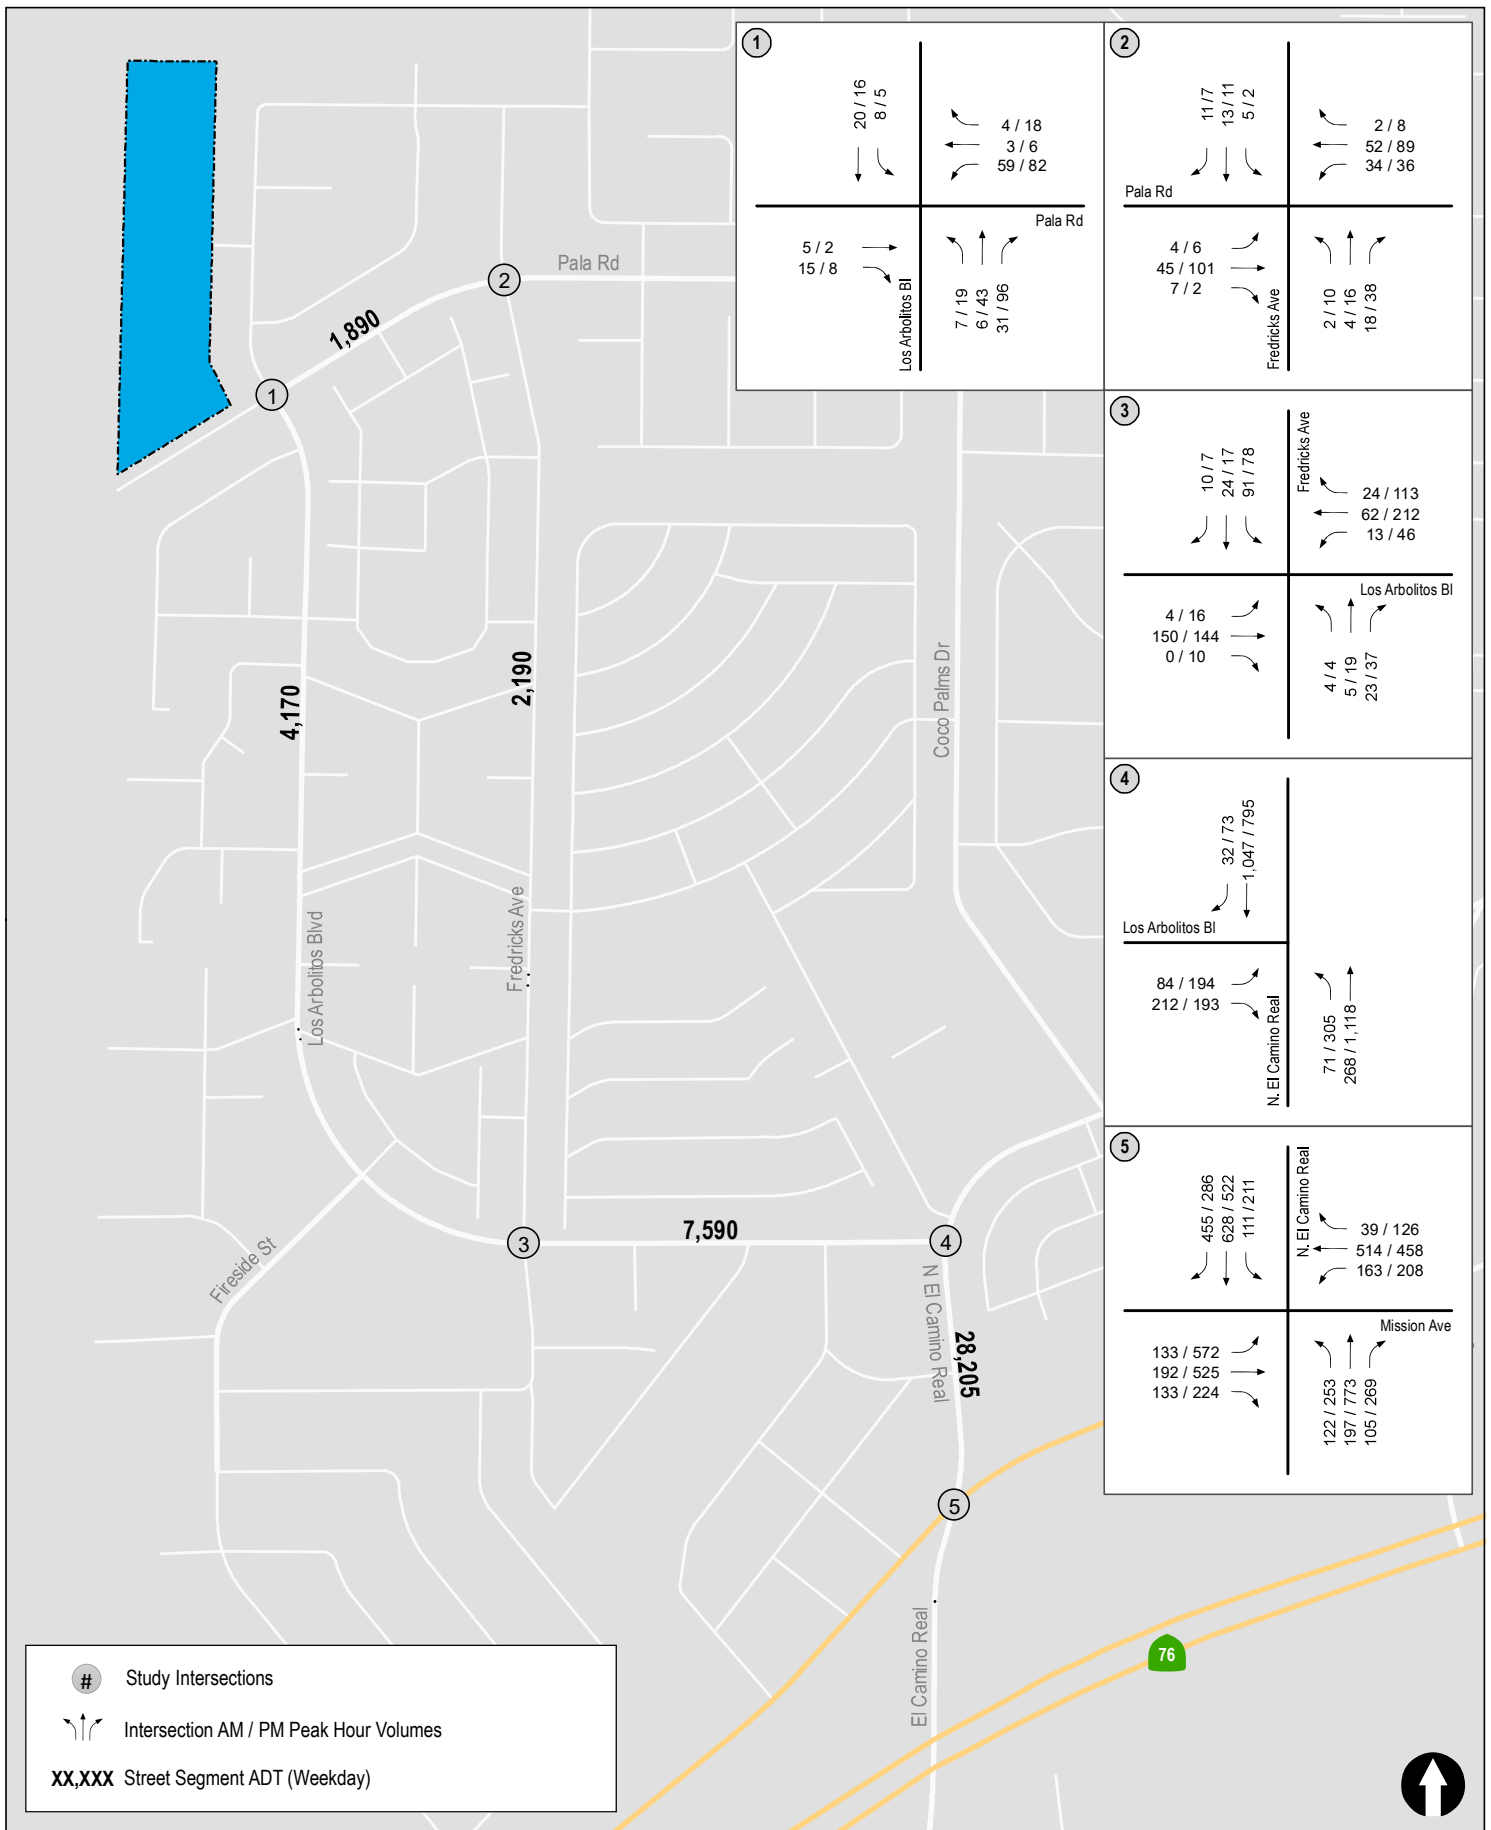 1
20 / 16
8 / 5
4 / 18
3 / 6
59 / 82
Pala Rd
5 / 2
15 / 8
Los Arbolitos Bl
7 / 19
6 / 43
31 / 96
2
11 / 7
13 / 11
5 / 2
2 / 8
52 / 89
34 / 36
Pala Rd
4 / 6
45 / 101
7 / 2
Fredricks Ave
2 / 10
4 / 16
18 / 38
3
10 / 7
24 / 17
91 / 78
Fredricks Ave
24 / 113
62 / 212
13 / 46
Los Arbolitos Bl
4 / 16
150 / 144
0 / 10
4 / 4
5 / 19
23 / 37
4
32 / 73
1,047 / 795
Los Arbolitos Bl
84 / 194
212 / 193
N. El Camino Real
71 / 305
268 / 1,118
5
455 / 286
628 / 522
111 / 211
N. El Camino Real
39 / 126
514 / 458
163 / 208
Mission Ave
133 / 572
192 / 525
133 / 224
122 / 253
197 / 773
105 / 269
Pala Rd
2
1,890
1
2,190
4,170
Coco Palms Dr
Fredricks Ave
Los Arbolitos Blvd
7,590
3
4
Fireside St
N El Camino Real
28,205
5
El Camino Real
76
# Study Intersections
Intersection AM / PM Peak Hour Volumes
XX,XXX Street Segment ADT (Weekday)